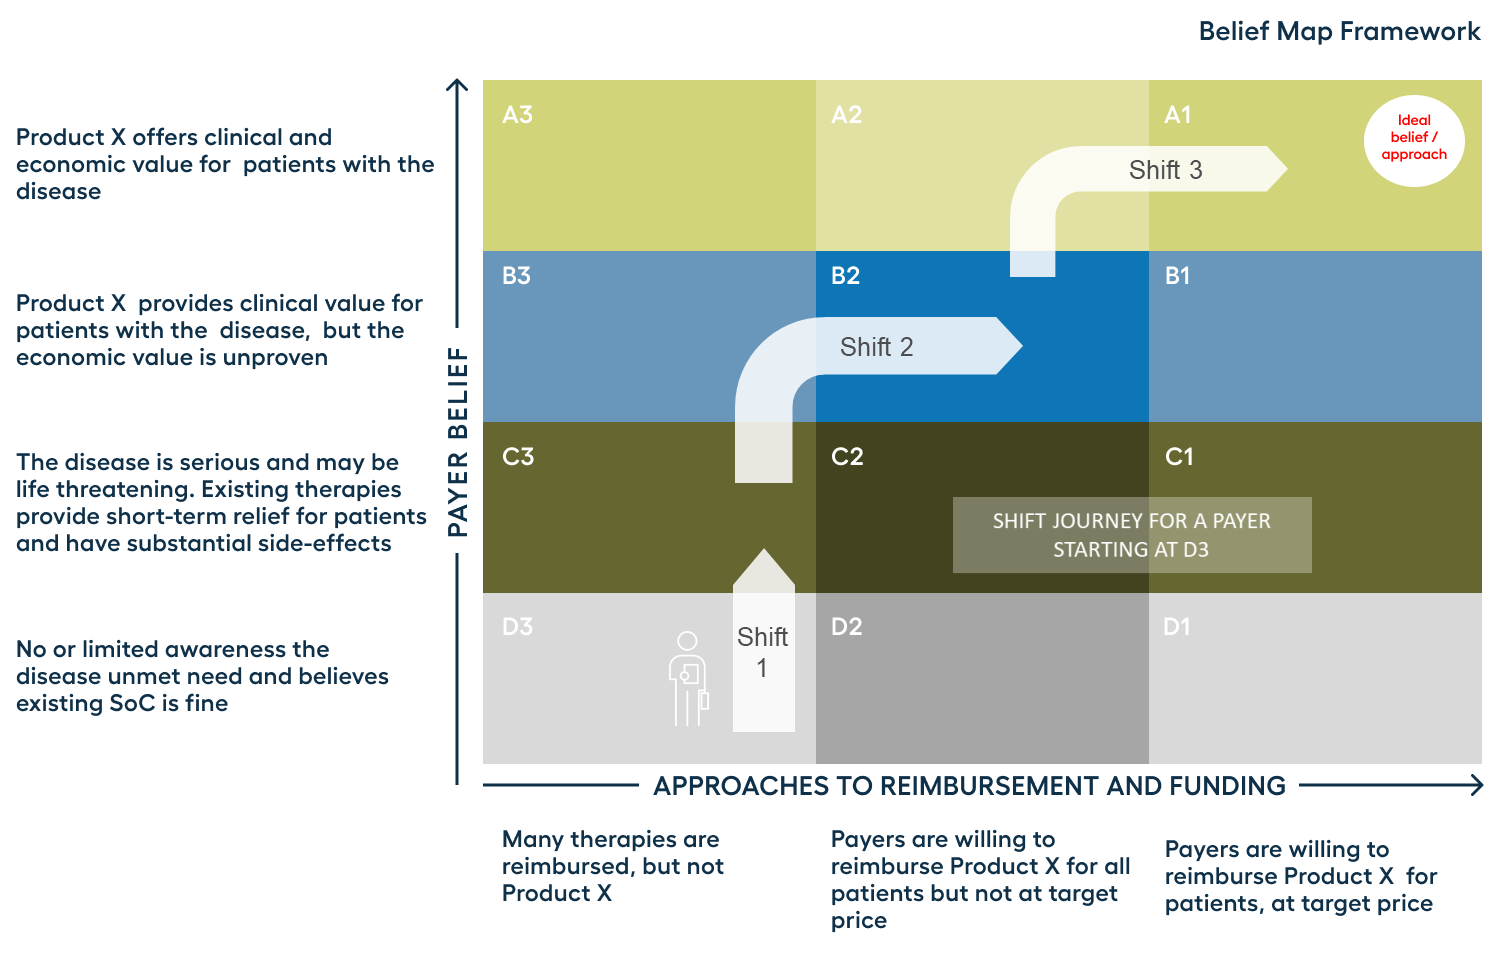 Belief Map Framework
A3
A2
A1
Ideal
belief /
approach
Shift 3
Product X offers clinical and
economic value for patients with the
disease
B3
B2
B1
Shift 2
Product X provides clinical value for
patients with the disease, but the
economic value is unproven
PAYER BELIEF
C3
C2
C1
The disease is serious and may be
life threatening. Existing therapies
provide short-term relief for patients
and have substantial side-effects
SHIFT JOURNEY FOR A PAYER
STARTING AT D3
D3
D2
D1
Shift
1
No or limited awareness the
disease unmet need and believes
existing SoC is fine
APPROACHES TO REIMBURSEMENT AND FUNDING
Many therapies are
reimbursed, but not
Product X
Payers are willing to
reimburse Product X for all
patients but not at target
price
Payers are willing to
reimburse Product X for
patients, at target price